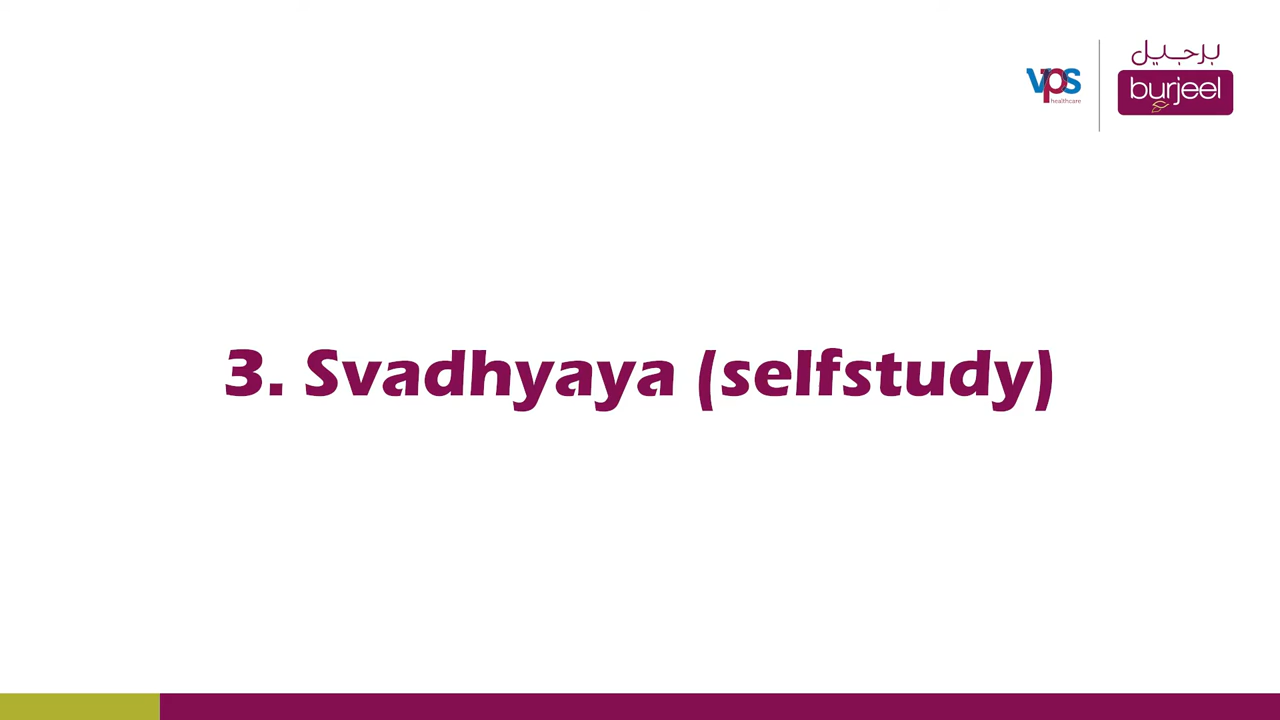 برجيل
vps
healthcare
burjeel
3. Svadhyaya (selfstudy)